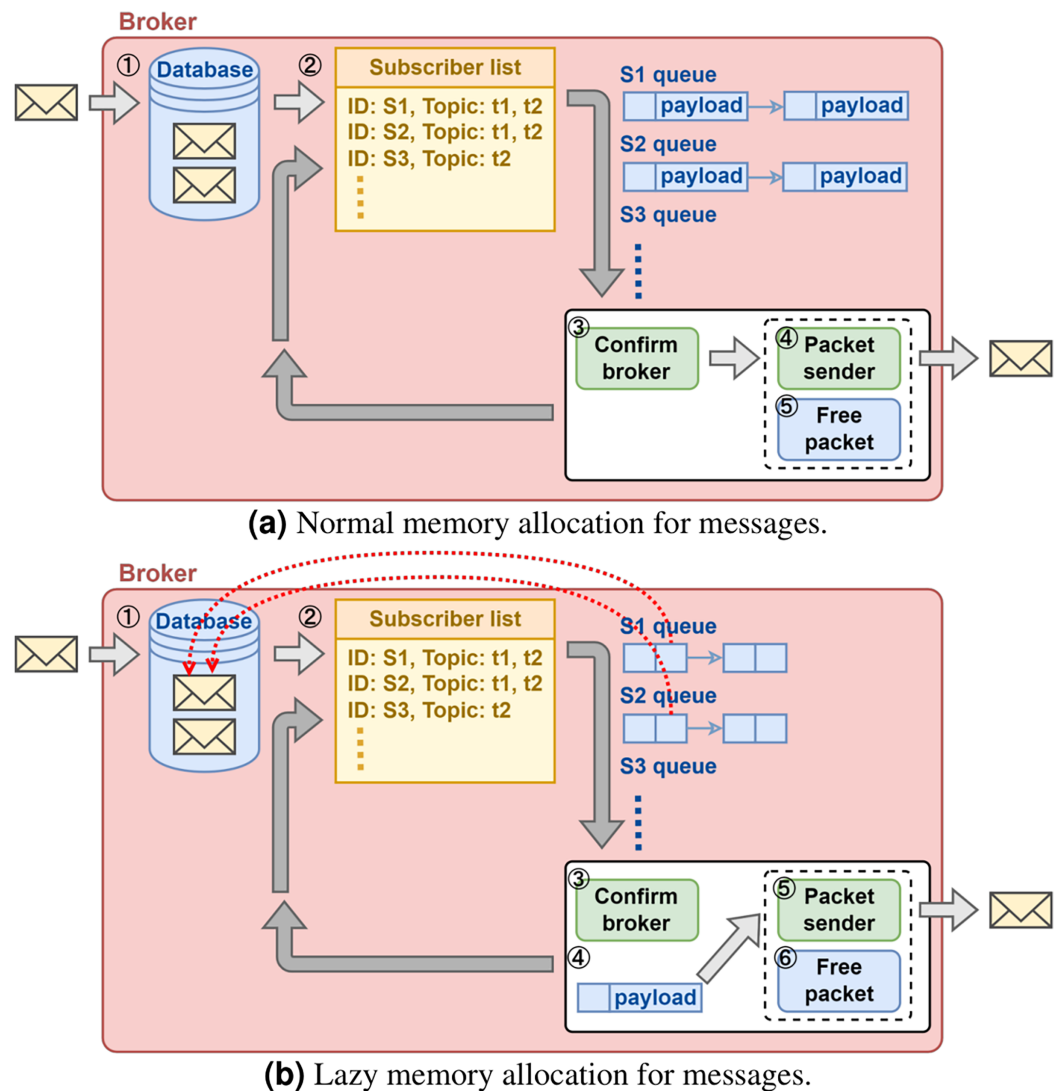 Broker
①
Database
②
Subscriber list
ID: S1, Topic: t1, t2
ID: S2, Topic: t1, t2
ID: S3, Topic: t2
S1 queue
payload
payload
S2 queue
payload
payload
S3 queue
③
Confirm
broker
④
Packet
sender
⑤
Free
packet
(a) Normal memory allocation for messages.
Broker
①
Database
②
Subscriber list
ID: S1, Topic: t1, t2
ID: S2, Topic: t1, t2
ID: S3, Topic: t2
S1 queue
S2 queue
S3 queue
③
Confirm
broker
④
payload
⑤
Packet
sender
⑥
Free
packet
(b) Lazy memory allocation for messages.